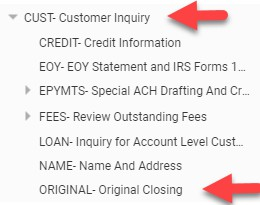 CUST- Customer Inquiry
CREDIT- Credit Information
EOY- EOY Statement and IRS Forms 1...
EPYMTS- Special ACH Drafting And Cr...
FEES- Review Outstanding Fees
LOAN- Inquiry for Account Level Cust...
NAME- Name And Address
ORIGINAL- Original Closing